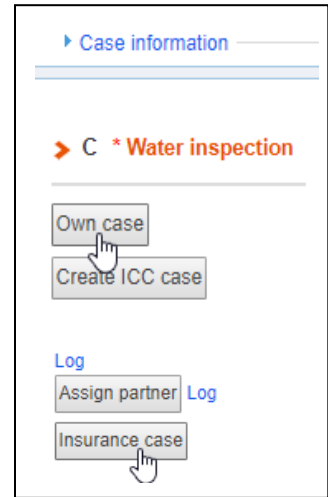 Case information
C * Water inspection
Own case
Create ICC case
Log
Assign partner Log
Insurance case